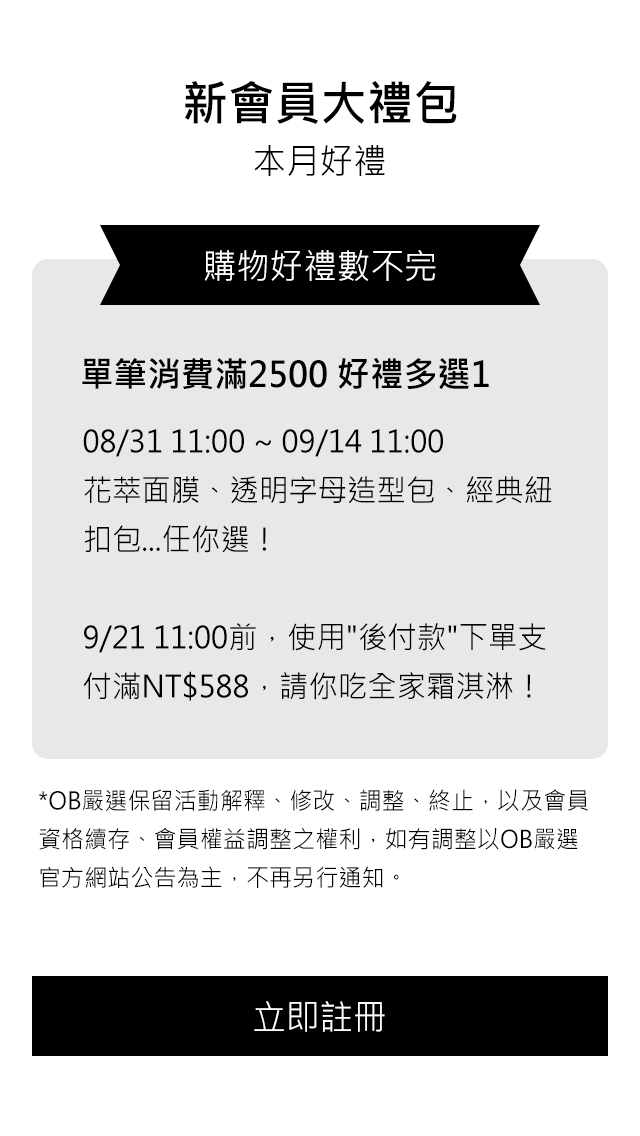 新會員大禮包
本月好禮
購物好禮數不完
單筆消費滿2500 好禮多選1
08/31 11:00 ~ 09/14 11:00
花萃面膜、透明字母造型包、經典紐
扣包...任你選！
9/21 11:00前，使用"後付款"下單支
付滿NT$588，請你吃全家霜淇淋！
*OB嚴選保留活動解釋、修改、調整、終止，以及會員
資格續存、會員權益調整之權利，如有調整以OB嚴選
官方網站公告為主，不再另行通知。
立即註冊